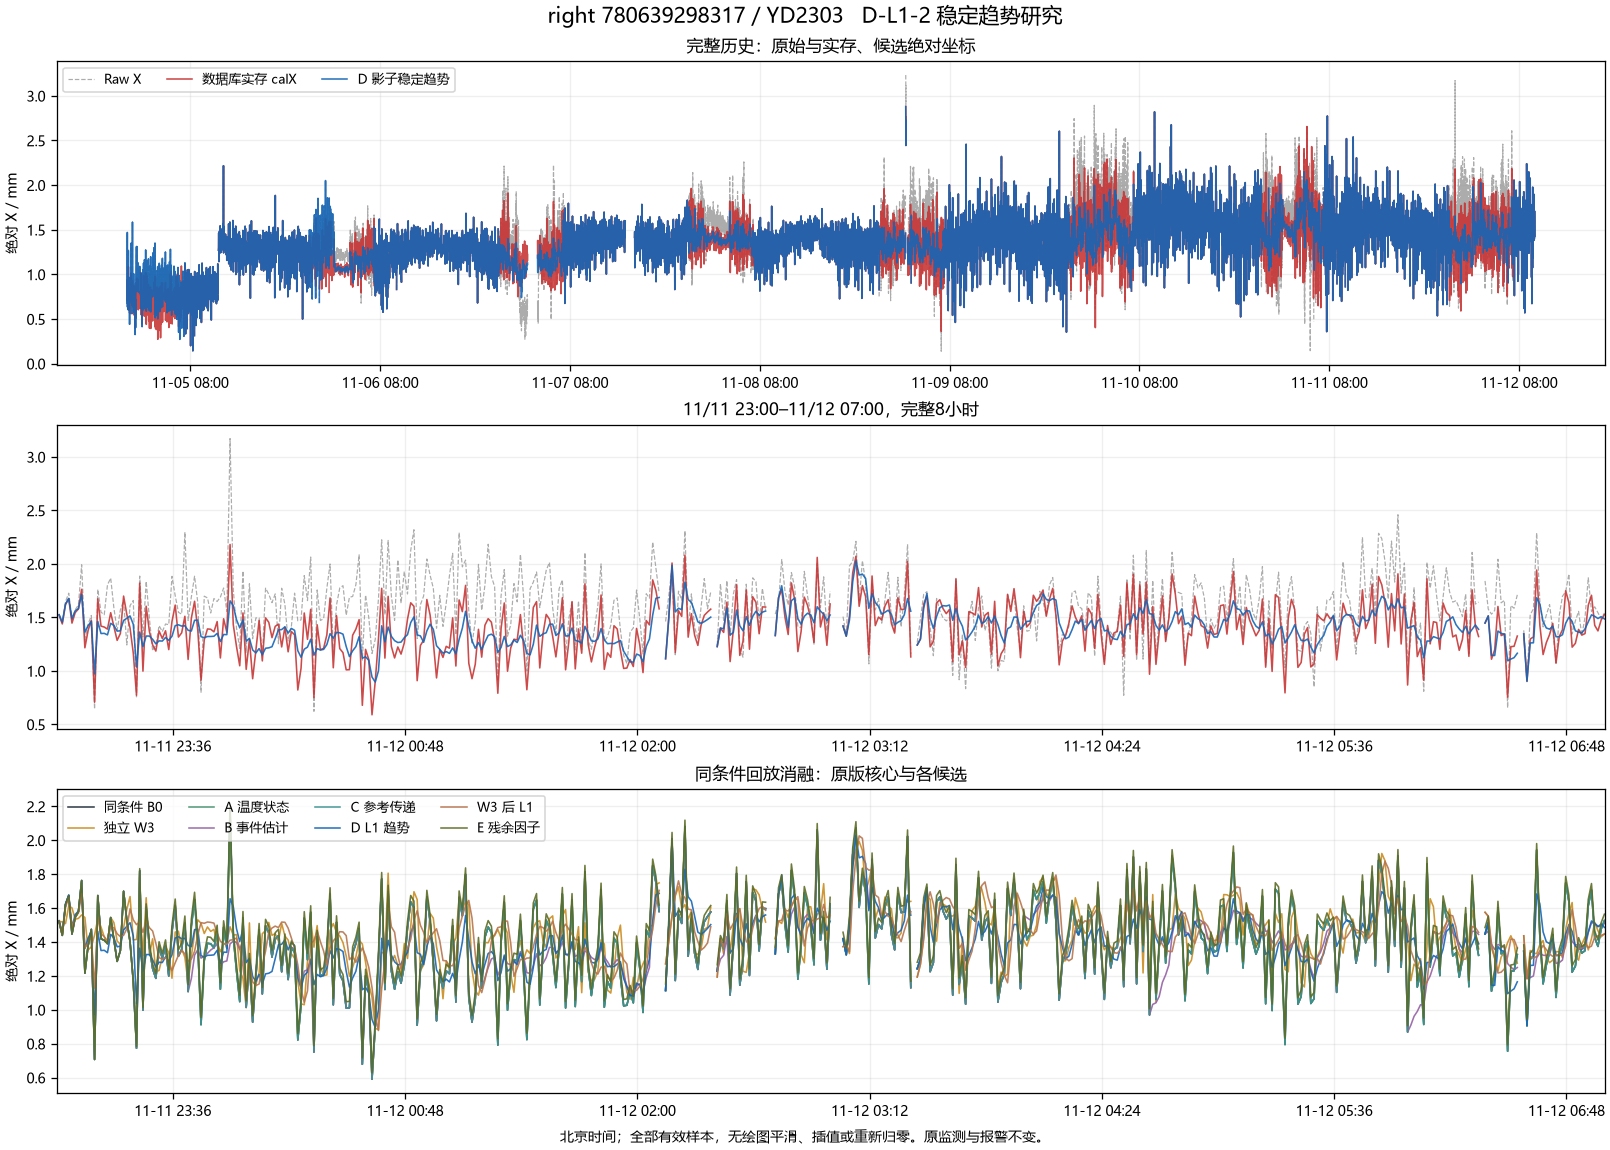 right 780639298317 / YD2303   D-L1-2 稳定趋势研究
完整历史：原始与实存、候选绝对坐标
Raw X
数据库实存 calX
D 影子稳定趋势
绝对 X / mm
3.0
2.5
2.0
1.5
1.0
0.5
0.0
11-05 08:00
11-06 08:00
11-07 08:00
11-08 08:00
11-09 08:00
11-10 08:00
11-11 08:00
11-12 08:00
11/11 23:00–11/12 07:00，完整8小时
绝对 X / mm
3.0
2.5
2.0
1.5
1.0
0.5
11-11 23:36
11-12 00:48
11-12 02:00
11-12 03:12
11-12 04:24
11-12 05:36
11-12 06:48
同条件回放消融：原版核心与各候选
同条件 B0
A 温度状态
C 参考传递
W3 后 L1
独立 W3
B 事件估计
D L1 趋势
E 残余因子
绝对 X / mm
2.2
2.0
1.8
1.6
1.4
1.2
1.0
0.8
0.6
11-11 23:36
11-12 00:48
11-12 02:00
11-12 03:12
11-12 04:24
11-12 05:36
11-12 06:48
北京时间；全部有效样本，无绘图平滑、插值或重新归零。原监测与报警不变。